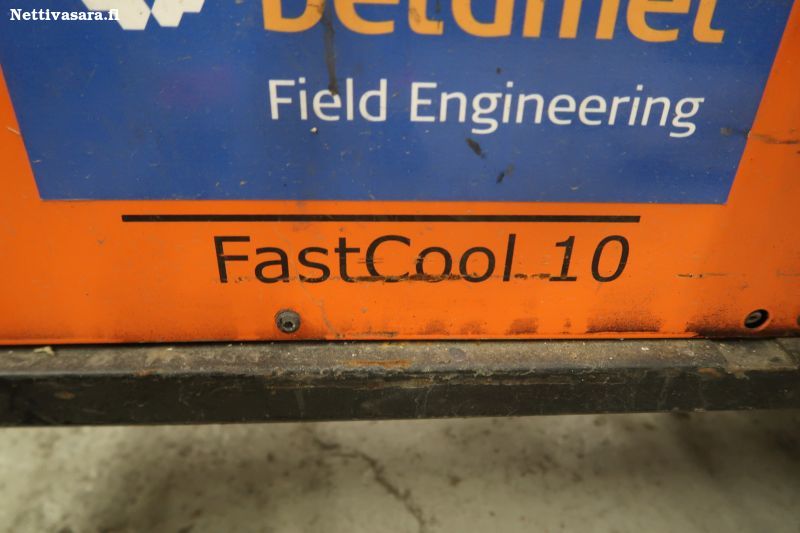 Nettivasara.fi
Field Engineering
FastCool 10